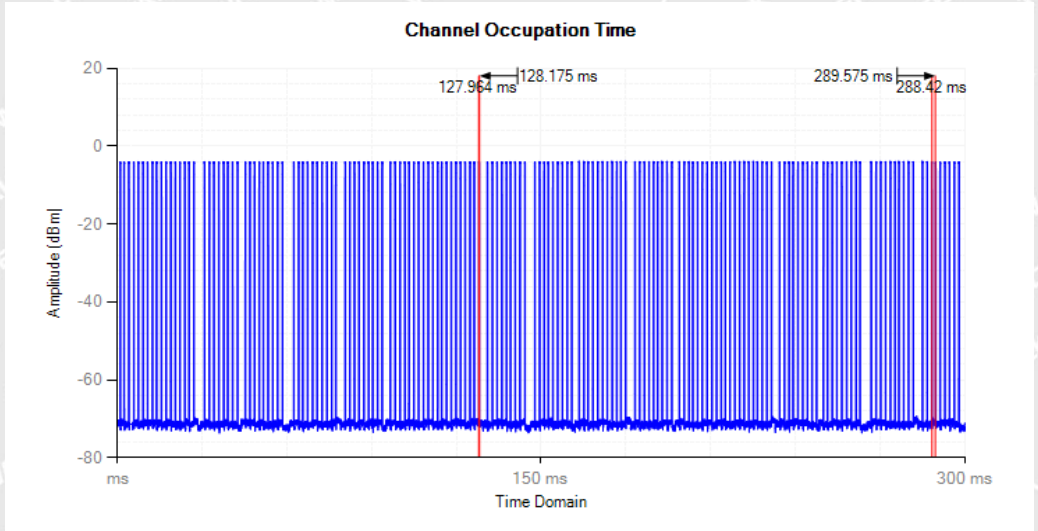 Channel Occupation Time
20
128.175 ms
127.964 ms
289.575 ms
288.42 ms
0
-20
-40
-60
-80
Amplitude [dBm]
ms
150 ms
300 ms
Time Domain